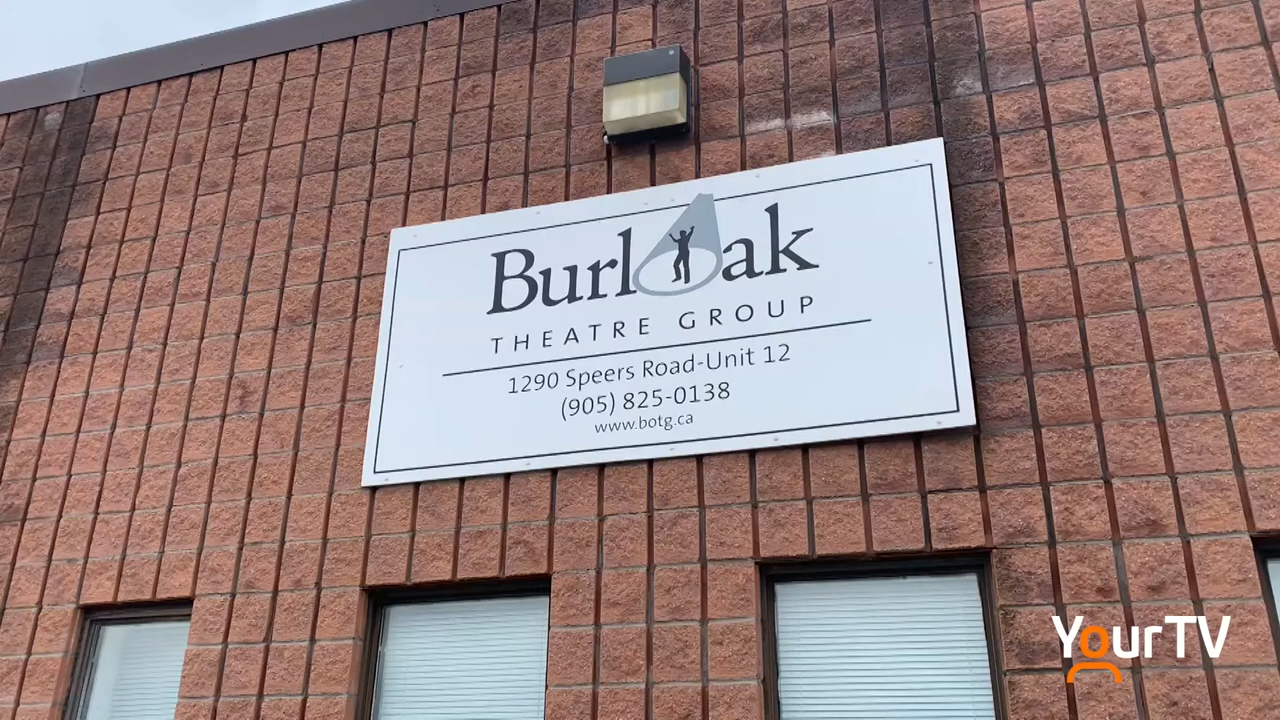 BurlOak
THEATRE GROUP
1290 Speers Road-Unit 12
(905) 825-0138
www.botg.ca
YourTV